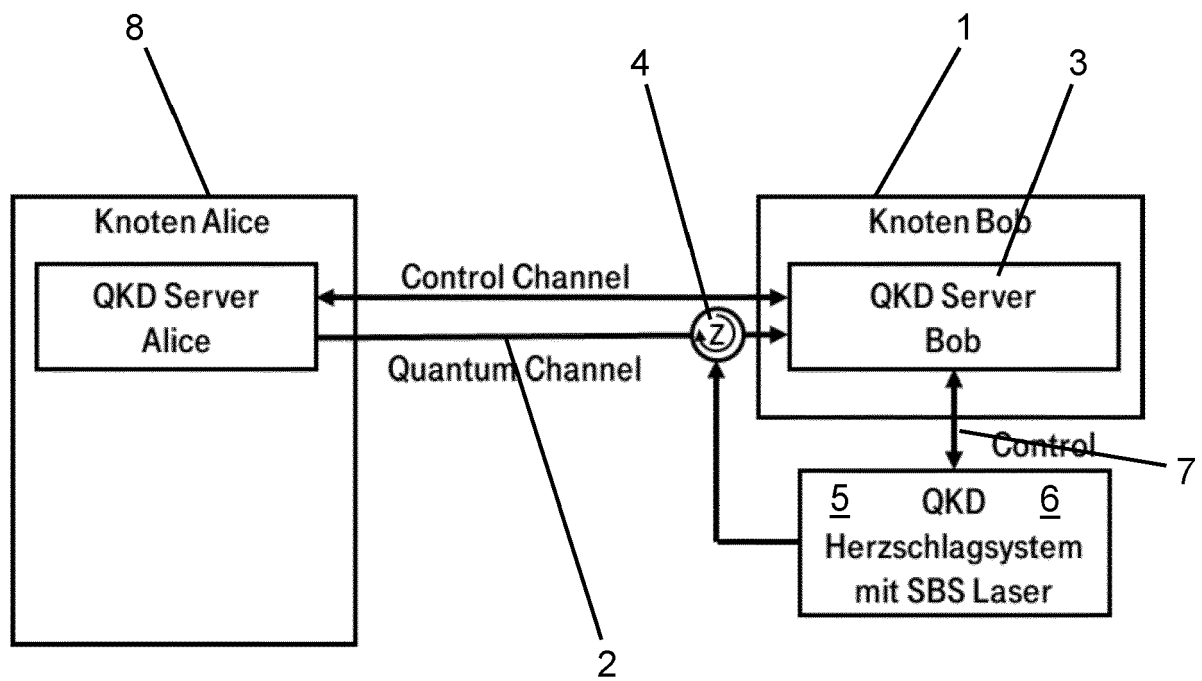 8
1
4
3
Knoten Alice
Knoten Bob
QKD Server
Alice
Control Channel
QKD Server
Bob
Z
Quantum Channel
Control
7
5 QKD 6
Herzschlagsystem
mit SBS Laser
2